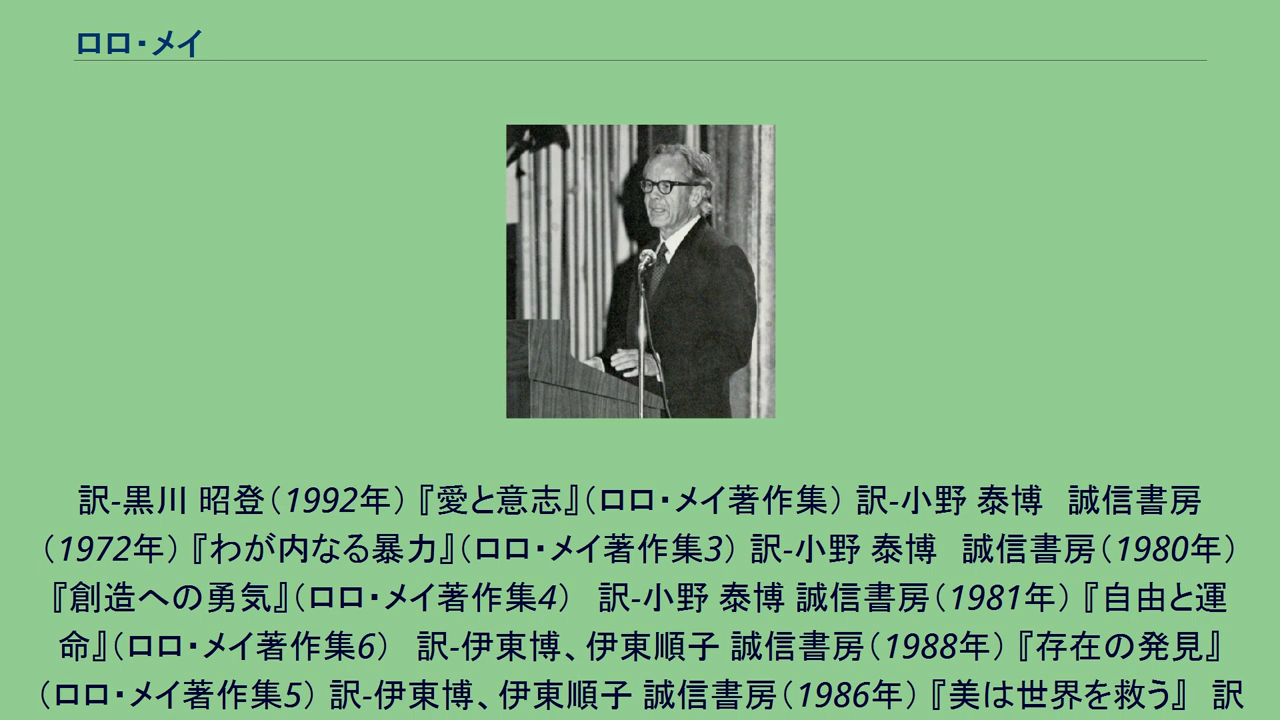 ロロ・メイ
訳-黒川 昭登（1992年）『愛と意志』（ロロ・メイ著作集） 訳-小野 泰博　誠信書房
（1972年）『わが内なる暴力』（ロロ・メイ著作集3） 訳-小野 泰博　誠信書房（1980年）
『創造への勇気』（ロロ・メイ著作集4）　訳-小野 泰博 誠信書房（1981年）『自由と運
命』（ロロ・メイ著作集6）　訳-伊東博、伊東順子 誠信書房（1988年）『存在の発見』
（ロロ・メイ著作集5） 訳-伊東博、伊東順子 誠信書房（1986年）『美は世界を救う』　訳